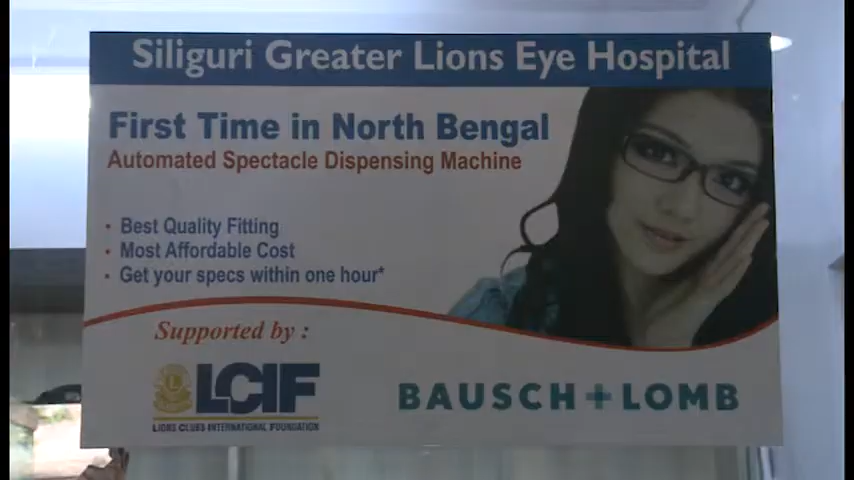 Siliguri Greater Lions Eye Hospital
First Time in North Bengal
Automated Spectacle Dispensing Machine
• Best Quality Fitting
• Most Affordable Cost
• Get your specs within one hour*
Supported by :
L
LCIF
LIONS CLUBS INTERNATIONAL FOUNDATION
BAUSCH + LOMB